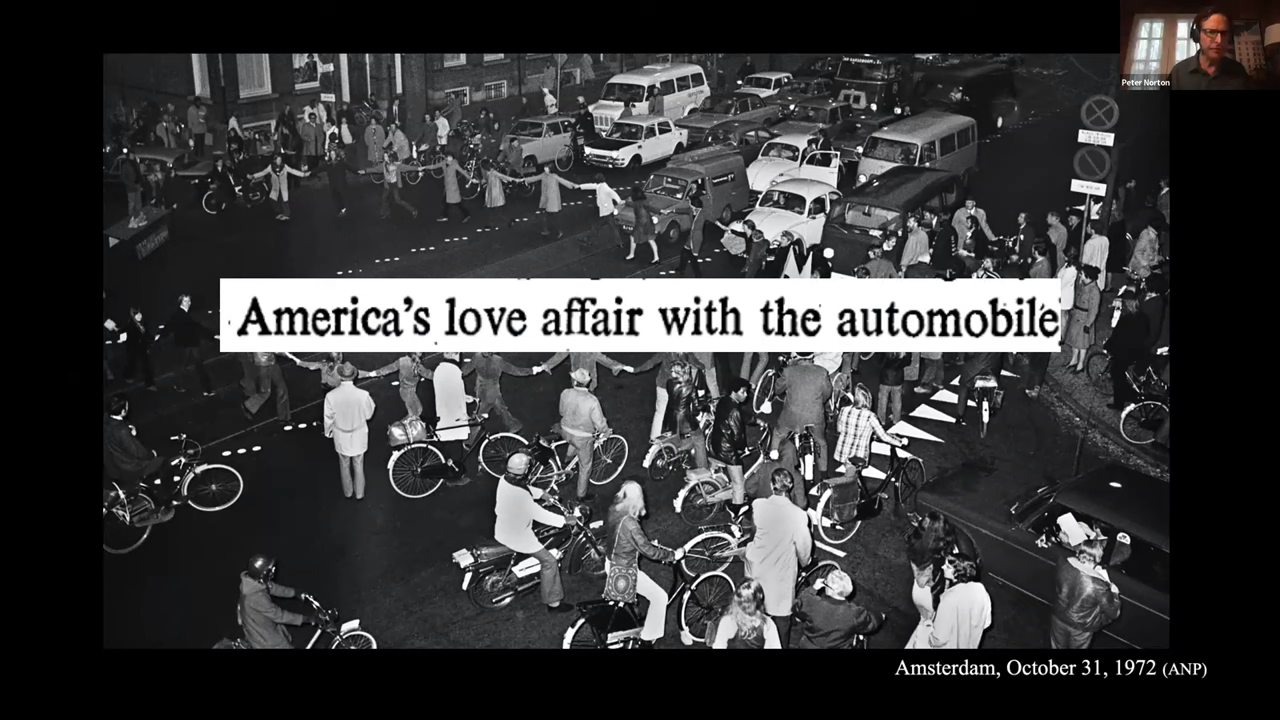 Peter Norton
America's love affair with the automobile
Amsterdam, October 31, 1972 (ANP)